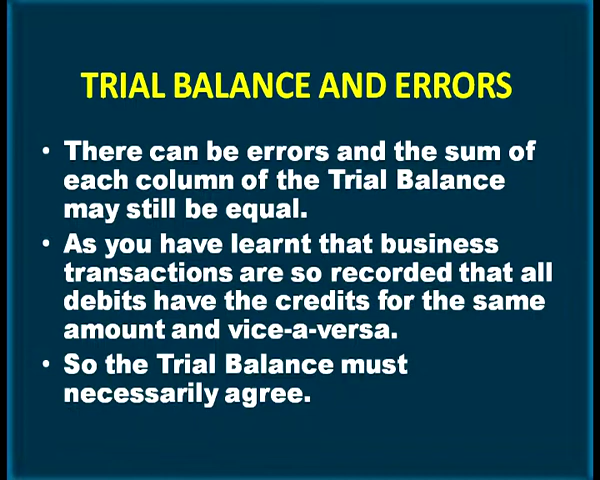 TRIAL BALANCE AND ERRORS
• There can be errors and the sum of
each column of the Trial Balance
may still be equal.
• As you have learnt that business
transactions are so recorded that all
debits have the credits for the same
amount and vice-a-versa.
• So the Trial Balance must
necessarily agree.